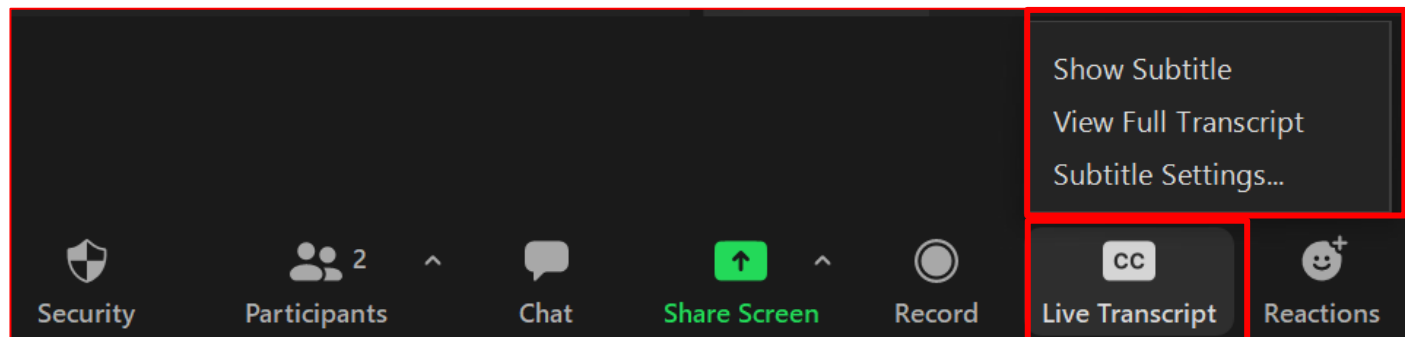 Show Subtitle
View Full Transcript
Subtitle Settings...
2
CC
Security
Participants
Chat
Share Screen
Record
Live Transcript
Reactions